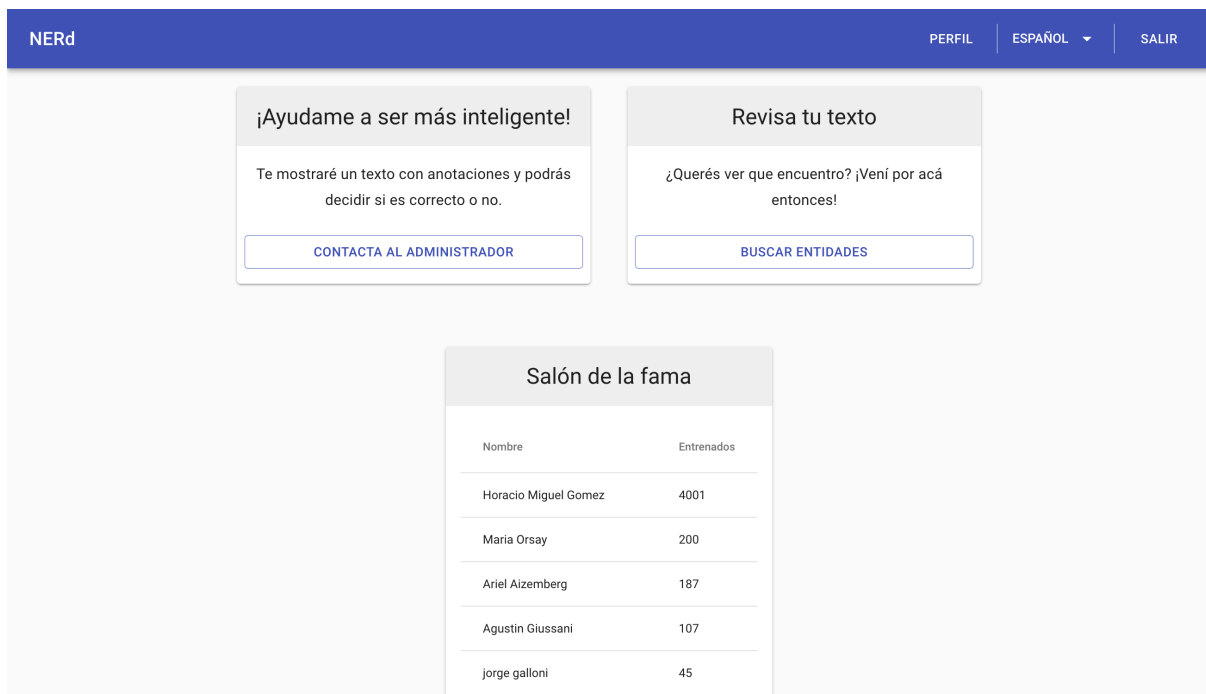 NERd
PERFIL
ESPAÑOL
SALIR
¡Ayudame a ser más inteligente!
Te mostraré un texto con anotaciones y podrás
decidir si es correcto o no.
CONTACTA AL ADMINISTRADOR
Revisa tu texto
¿Querés ver que encuentro? ¡Vení por acá
entonces!
BUSCAR ENTIDADES
Salón de la fama
Nombre Entrenados
Horacio Miguel Gomez 4001
Maria Orsay 200
Ariel Aizemberg 187
Agustin Giussani 107
jorge galloni 45